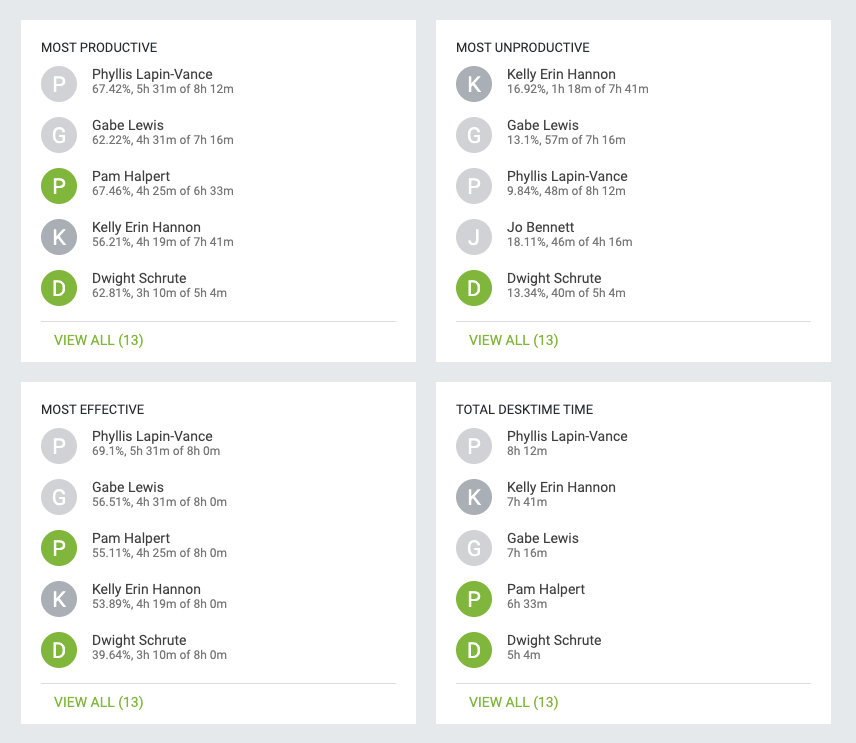 MOST PRODUCTIVE
P
Phyllis Lapin-Vance
67.42%, 5h 31m of 8h 12m
G
Gabe Lewis
62.22%, 4h 31m of 7h 16m
P
Pam Halpert
67.46%, 4h 25m of 6h 33m
K
Kelly Erin Hannon
56.21%, 4h 19m of 7h 41m
D
Dwight Schrute
62.81%, 3h 10m of 5h 4m
VIEW ALL (13)
MOST UNPRODUCTIVE
K
Kelly Erin Hannon
16.92%, 1h 18m of 7h 41m
G
Gabe Lewis
13.1%, 57m of 7h 16m
P
Phyllis Lapin-Vance
9.84%, 48m of 8h 12m
J
Jo Bennett
18.11%, 46m of 4h 16m
D
Dwight Schrute
13.34%, 40m of 5h 4m
VIEW ALL (13)
MOST EFFECTIVE
P
Phyllis Lapin-Vance
69.1%, 5h 31m of 8h 0m
G
Gabe Lewis
56.51%, 4h 31m of 8h 0m
P
Pam Halpert
55.11%, 4h 25m of 8h 0m
K
Kelly Erin Hannon
53.89%, 4h 19m of 8h 0m
D
Dwight Schrute
39.64%, 3h 10m of 8h 0m
VIEW ALL (13)
TOTAL DESKTIME TIME
P
Phyllis Lapin-Vance
8h 12m
K
Kelly Erin Hannon
7h 41m
G
Gabe Lewis
7h 16m
P
Pam Halpert
6h 33m
D
Dwight Schrute
5h 4m
VIEW ALL (13)